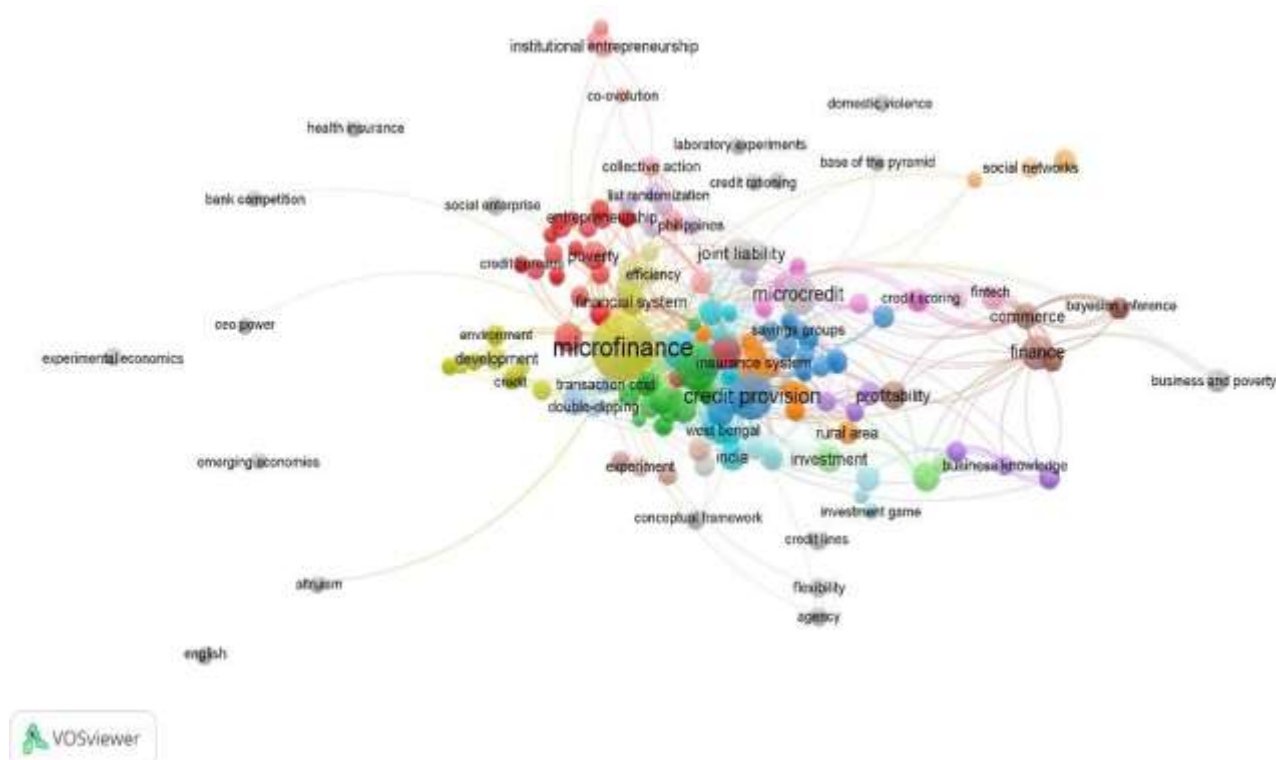 institutional entrepreneurship
co-ovolution
domestic violence
health insurance
laboratory experiments
collective action
base of the pyramid
social networks
credit rationing
list randomization
bank competition
social enterprise
entrepreneurship
philippines
joint liability
poverty
efficiency
microcredit
financial system
credit scoring
fintech
bayesian inference
commerce
ceo power
savings groups
environment
microfinance
finance
experimental economics
development
insurance system
credit
transaction cost
business and poverty
credit provision
profitability
double-dipping
west bengal
rural area
india
investment
emerging economies
experiment
business knowledge
investment game
conceptual framework
credit lines
altruism
flexibility
agency
english
VOSviewer